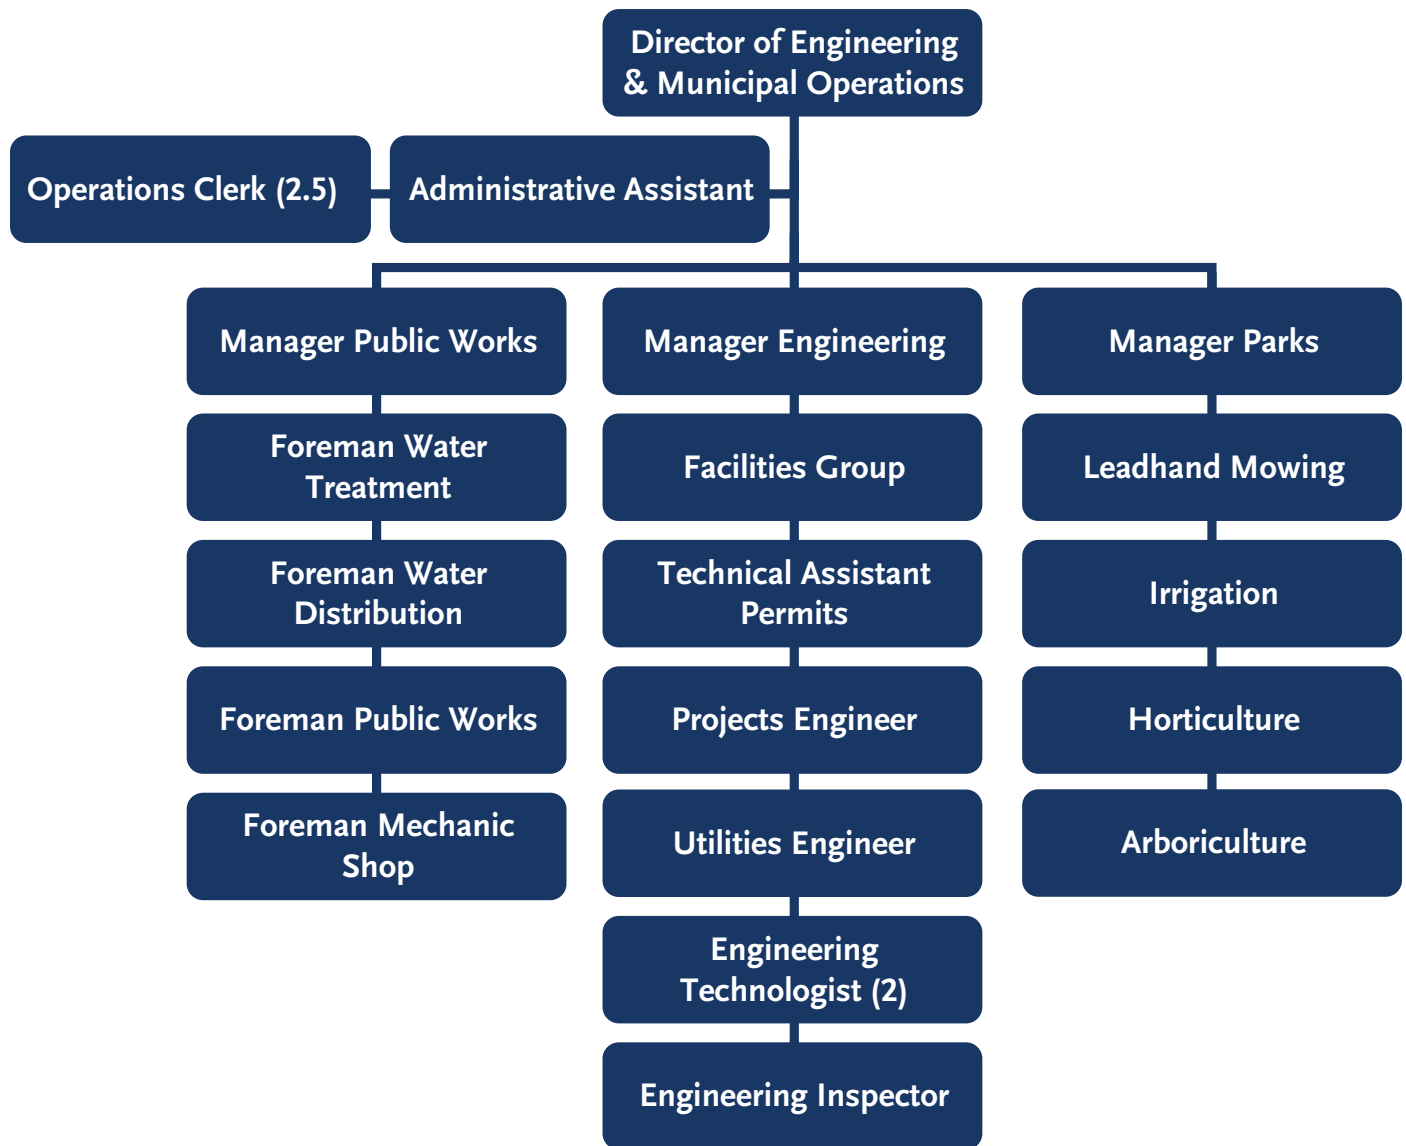 Director of Engineering
& Municipal Operations
Operations Clerk (2.5)
Administrative Assistant
Manager Public Works
Manager Engineering
Manager Parks
Foreman Water
Treatment
Facilities Group
Leadhand Mowing
Foreman Water
Distribution
Technical Assistant
Permits
Irrigation
Foreman Public Works
Projects Engineer
Horticulture
Foreman Mechanic
Shop
Utilities Engineer
Arboriculture
Engineering
Technologist (2)
Engineering Inspector